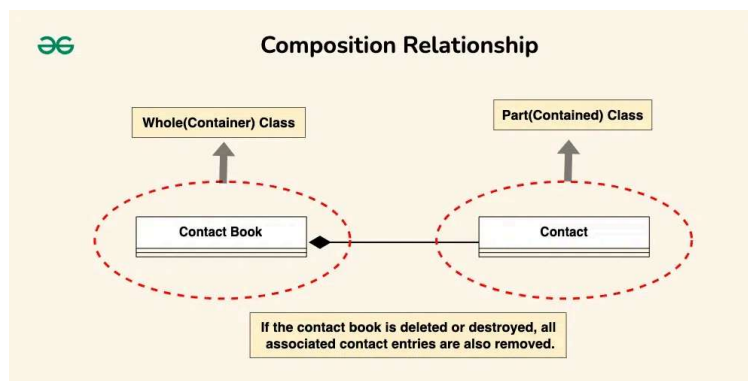 Composition Relationship
Whole(Container) Class
Part(Contained) Class
Contact Book
Contact
If the contact book is deleted or destroyed, all
associated contact entries are also removed.